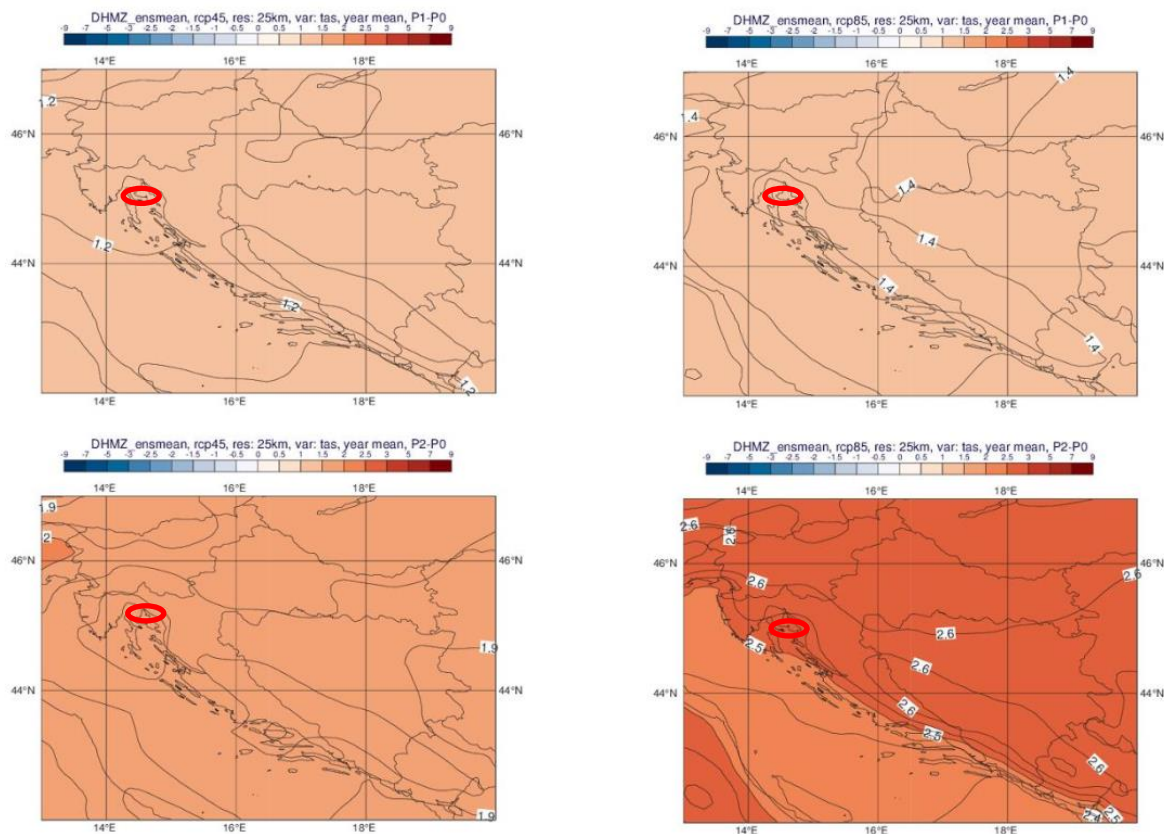 DHMZ_ensmean, rcp45, res: 25km, var: tas, year mean, P1-P0
-9 -7 -5 -3 -2.5 -2 -1.5 -1 -0.5 0 0.5 1 1.5 2 2.5 3 5 7 9
14°E 16°E 18°E
1.2
46°N 46°N
1.2
44°N 44°N
1.2
1.2
14°E 16°E 18°E
DHMZ_ensmean, rcp85, res: 25km, var: tas, year mean, P1-P0
-9 -7 -5 -3 -2.5 -2 -1.5 -1 -0.5 0 0.5 1 1.5 2 2.5 3 5 7 9
14°E 16°E 18°E
1.4
1.4
46°N 46°N
1.4
1.4
44°N 44°N
1.4
1.4
14°E 16°E 18°E
DHMZ_ensmean, rcp45, res: 25km, var: tas, year mean, P2-P0
-9 -7 -5 -3 -2.5 -2 -1.5 -1 -0.5 0 0.5 1 1.5 2 2.5 3 5 7 9
14°E 16°E 18°E
1.9
2
46°N 46°N
1.9
44°N 44°N
1.9
14°E 16°E 18°E
DHMZ_ensmean, rcp85, res: 25km, var: tas, year mean, P2-P0
-9 -7 -5 -3 -2.5 -2 -1.5 -1 -0.5 0 0.5 1 1.5 2 2.5 3 5 7 9
14°E 16°E 18°E
2.6
2.6
46°N 46°N
2.6 2.6
2.5 2.6
2.6
44°N 44°N
2.6
2.5
2.6
2.5
2.4
14°E 16°E 18°E